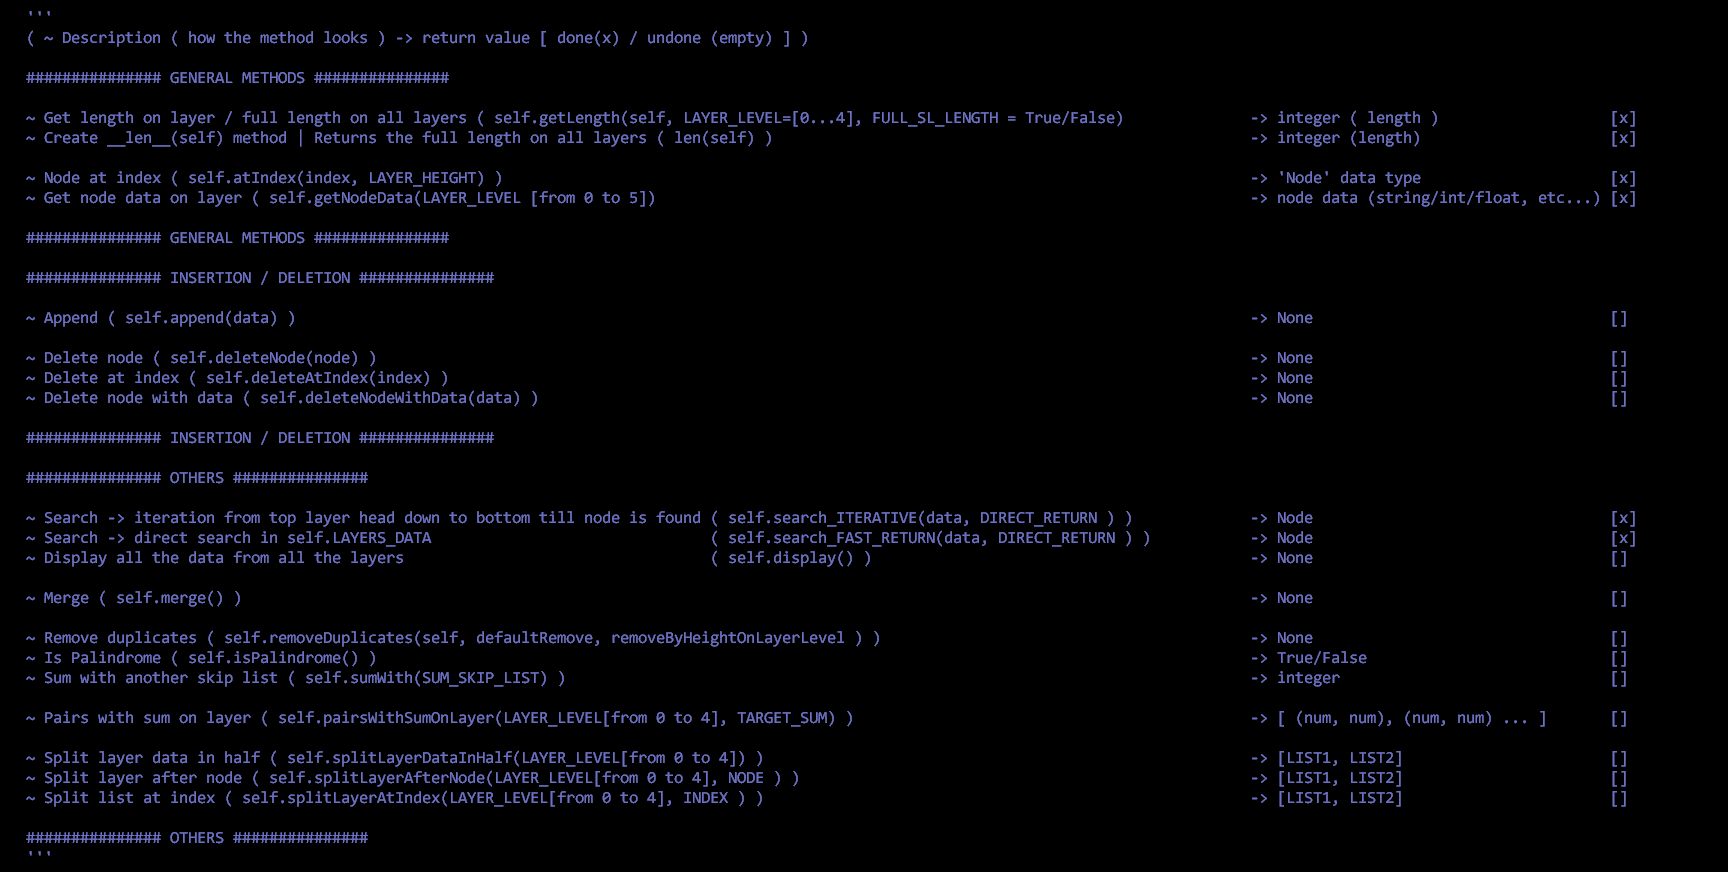 '''
( ~ Description ( how the method looks ) -> return value [ done(x) / undone (empty) ] )
############### GENERAL METHODS ###############
~ Get length on layer / full length on all layers ( self.getLength(self, LAYER_LEVEL=[0...4], FULL_SL_LENGTH = True/False) -> integer ( length ) [x]
~ Create __len__(self) method | Returns the full length on all layers ( len(self) ) -> integer (length) [x]
~ Node at index ( self.atIndex(index, LAYER_HEIGHT) ) -> 'Node' data type [x]
~ Get node data on layer ( self.getNodeData(LAYER_LEVEL [from 0 to 5]) -> node data (string/int/float, etc...) [x]
############### GENERAL METHODS ###############
############### INSERTION / DELETION ###############
~ Append ( self.append(data) ) -> None []
~ Delete node ( self.deleteNode(node) ) -> None []
~ Delete at index ( self.deleteAtIndex(index) ) -> None []
~ Delete node with data ( self.deleteNodeWithData(data) ) -> None []
############### INSERTION / DELETION ###############
############### OTHERS ###############
~ Search -> iteration from top layer head down to bottom till node is found ( self.search_ITERATIVE(data, DIRECT_RETURN ) ) -> Node [x]
~ Search -> direct search in self.LAYERS_DATA ( self.search_FAST_RETURN(data, DIRECT_RETURN ) ) -> Node [x]
~ Display all the data from all the layers ( self.display() ) -> None []
~ Merge ( self.merge() ) -> None []
~ Remove duplicates ( self.removeDuplicates(self, defaultRemove, removeByHeightOnLayerLevel ) ) -> None []
~ Is Palindrome ( self.isPalindrome() ) -> True/False []
~ Sum with another skip list ( self.sumWith(SUM_SKIP_LIST) ) -> integer []
~ Pairs with sum on layer ( self.pairsWithSumOnLayer(LAYER_LEVEL[from 0 to 4], TARGET_SUM) ) -> [ (num, num), (num, num) ... ] []
~ Split layer data in half ( self.splitLayerDataInHalf(LAYER_LEVEL[from 0 to 4]) ) -> [LIST1, LIST2] []
~ Split layer after node ( self.splitLayerAfterNode(LAYER_LEVEL[from 0 to 4], NODE ) ) -> [LIST1, LIST2] []
~ Split list at index ( self.splitLayerAtIndex(LAYER_LEVEL[from 0 to 4], INDEX ) ) -> [LIST1, LIST2] []
############### OTHERS ###############
'''